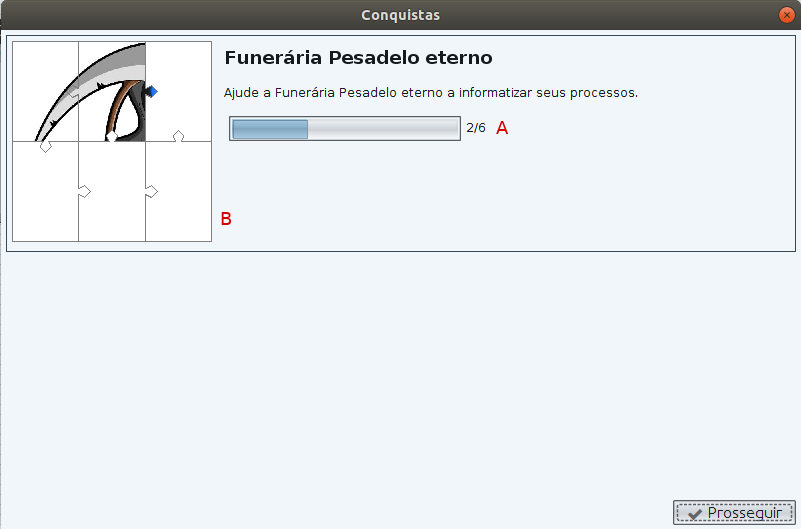 Conquistas
Funerária Pesadelo eterno
Ajude a Funerária Pesadelo eterno a informatizar seus processos.
2/6 A
B
Prosseguir